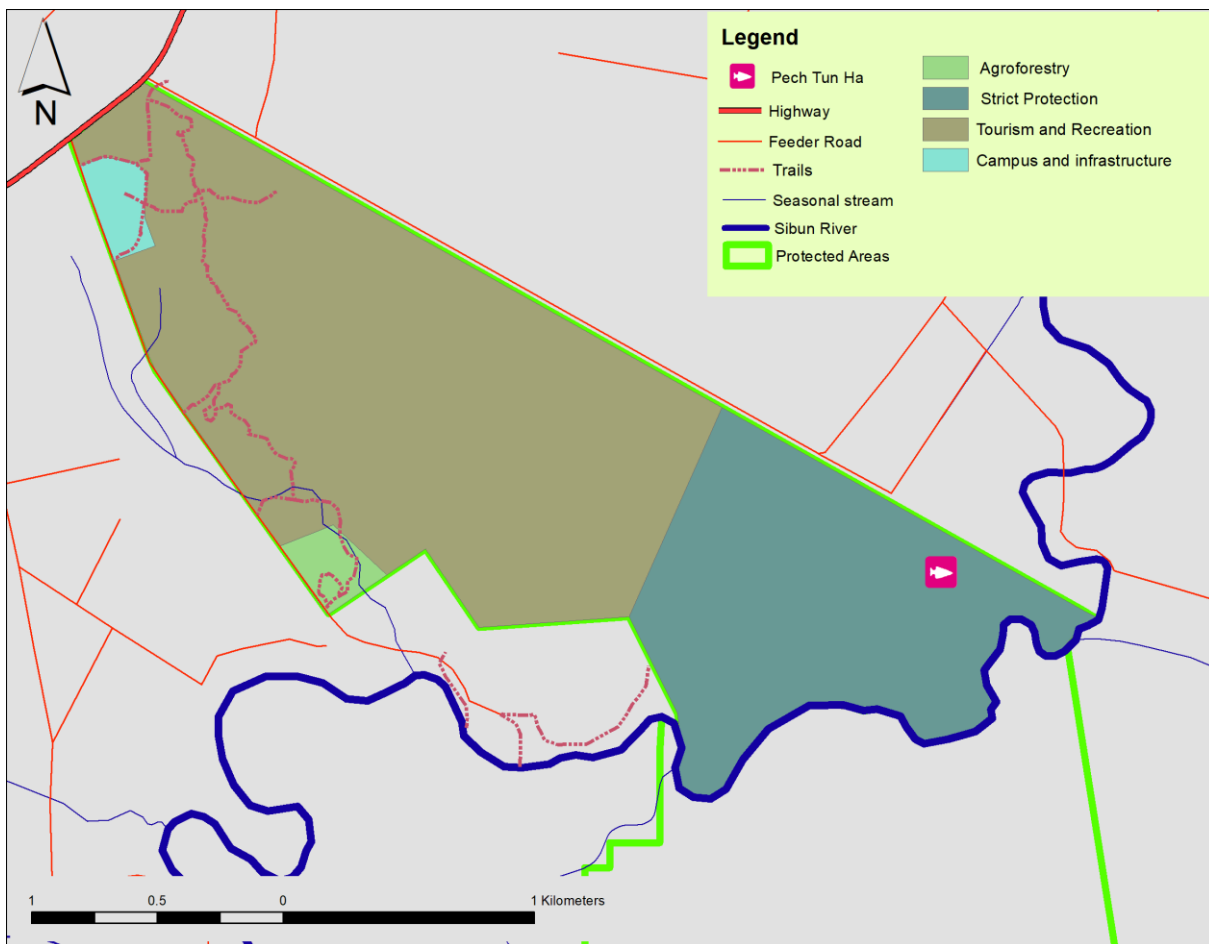 N
Legend
Pech Tun Ha
Highway
Feeder Road
Trails
Seasonal stream
Sibun River
Protected Areas
Agroforestry
Strict Protection
Tourism and Recreation
Campus and infrastructure
1 0.5 0 1 Kilometers